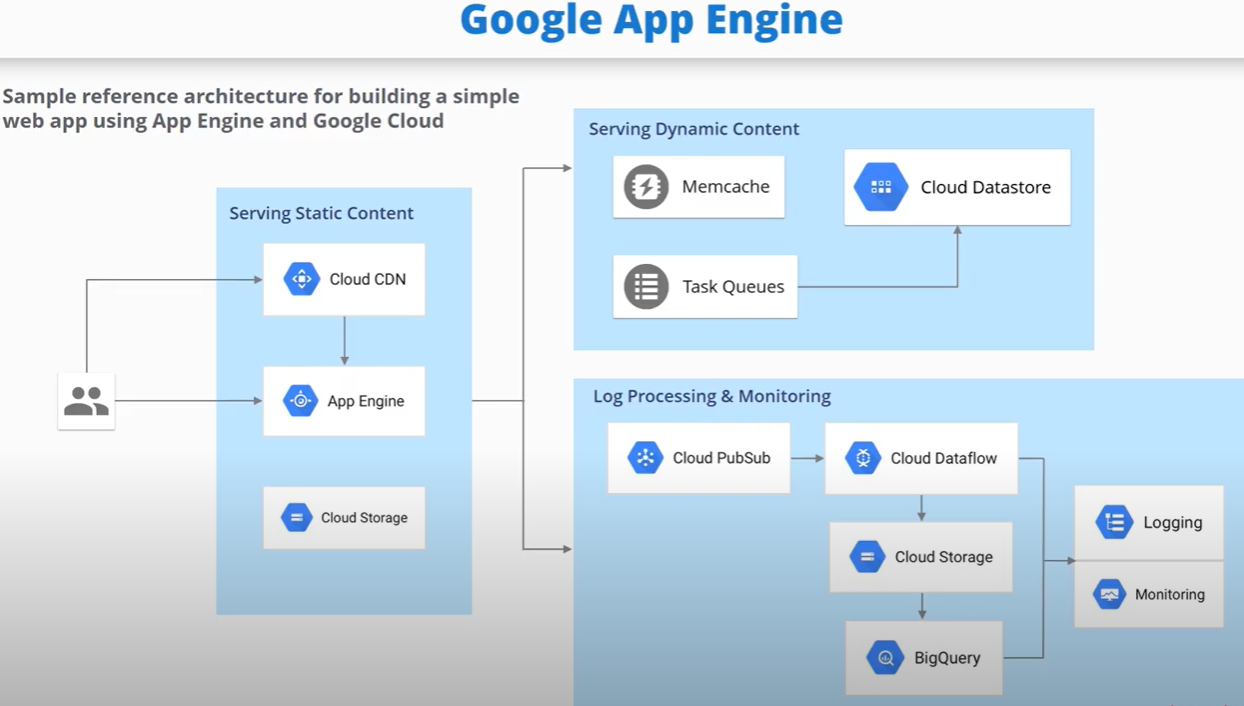 Google App Engine
Sample reference architecture for building a simple
web app using App Engine and Google Cloud
Serving Static Content
Cloud CDN
App Engine
Cloud Storage
Serving Dynamic Content
Memcache
Cloud Datastore
Task Queues
Log Processing & Monitoring
Cloud PubSub
Cloud Dataflow
Cloud Storage
BigQuery
Logging
Monitoring